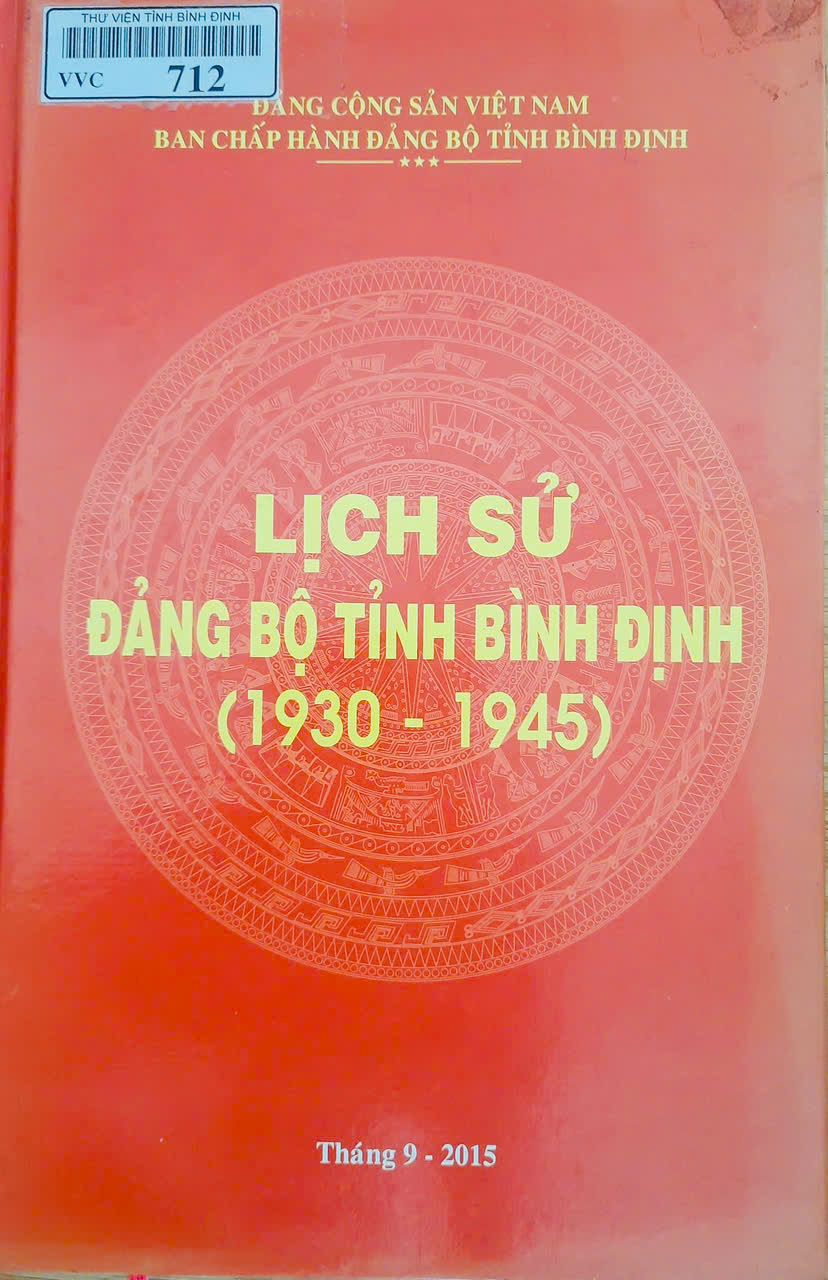 THƯ VIỆN TỈNH BÌNH ĐỊNH
VVC 712
ĐẢNG CỘNG SẢN VIỆT NAM
BAN CHẤP HÀNH ĐẢNG BỘ TỈNH BÌNH ĐỊNH
LỊCH SỬ
ĐẢNG BỘ TỈNH BÌNH ĐỊNH
(1930 - 1945)
Tháng 9 - 2015